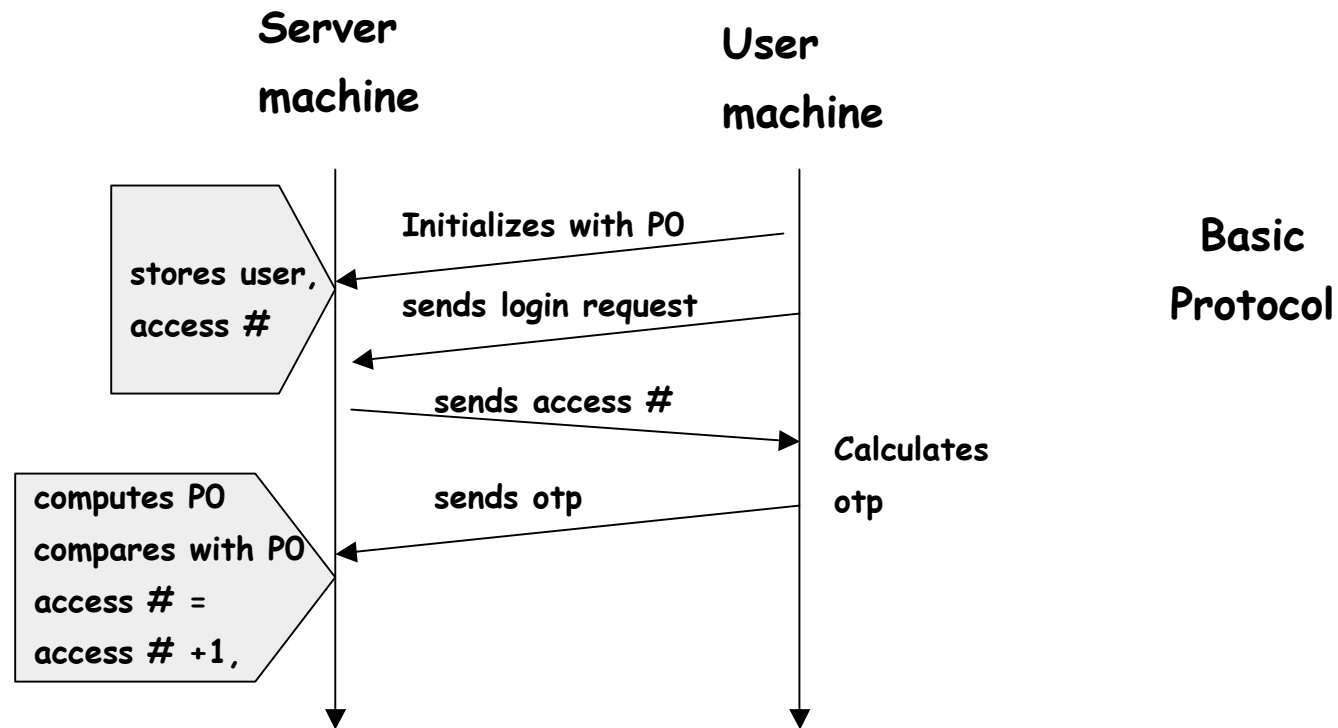 Server
machine
User
machine
Initializes with P0
stores user,
access #
sends login request
Basic
Protocol
sends access #
Calculates
otp
sends otp
computes P0
compares with P0
access # =
access # +1,